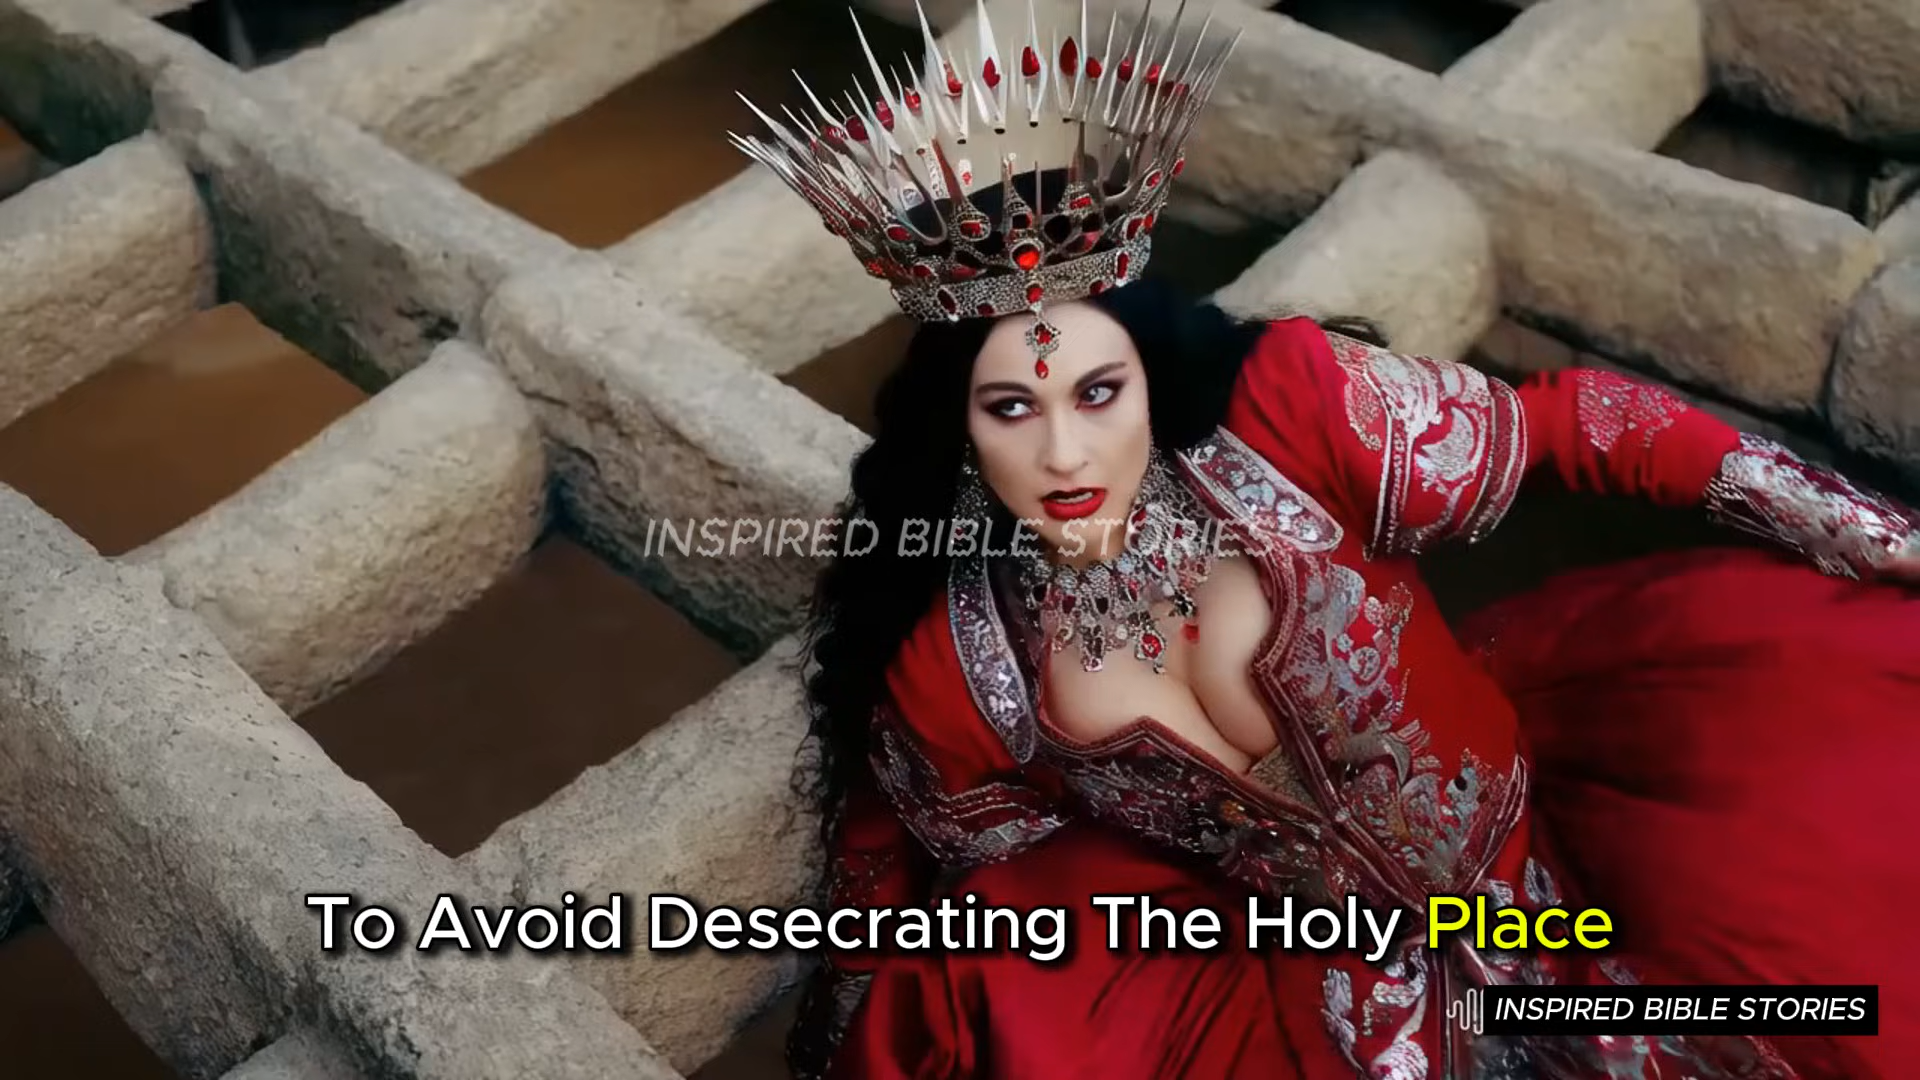 INSPIRED BIBLE STORIES
To Avoid Desecrating The Holy Place
INSPIRED BIBLE STORIES